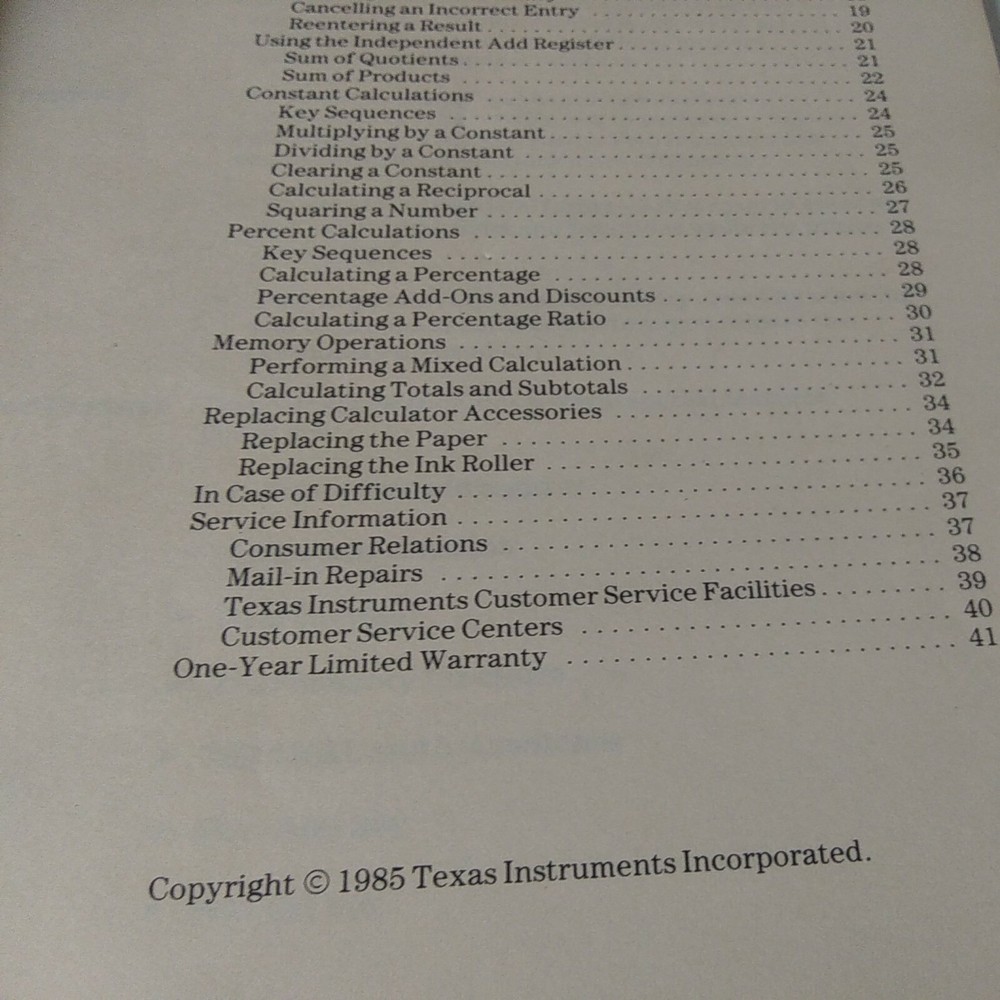 Cancelling an Incorrect Entry .......................... 19
Reentering a Result .......................... 20
Using the Independent Add Register .......................... 21
Sum of Quotients .......................... 21
Sum of Products .......................... 22
Constant Calculations .......................... 24
Key Sequences .......................... 24
Multiplying by a Constant .......................... 25
Dividing by a Constant .......................... 25
Clearing a Constant .......................... 25
Calculating a Reciprocal .......................... 26
Squaring a Number .......................... 27
Percent Calculations .......................... 28
Key Sequences .......................... 28
Calculating a Percentage .......................... 28
Percentage Add-Ons and Discounts .......................... 29
Calculating a Percentage Ratio .......................... 30
Memory Operations .......................... 31
Performing a Mixed Calculation .......................... 31
Calculating Totals and Subtotals .......................... 32
Replacing Calculator Accessories .......................... 34
Replacing the Paper .......................... 34
Replacing the Ink Roller .......................... 35
In Case of Difficulty .......................... 36
Service Information .......................... 37
Consumer Relations .......................... 37
Mail-in Repairs .......................... 38
Texas Instruments Customer Service Facilities .......... 39
Customer Service Centers .......................... 40
One-Year Limited Warranty .......................... 41
Copyright © 1985 Texas Instruments Incorporated.